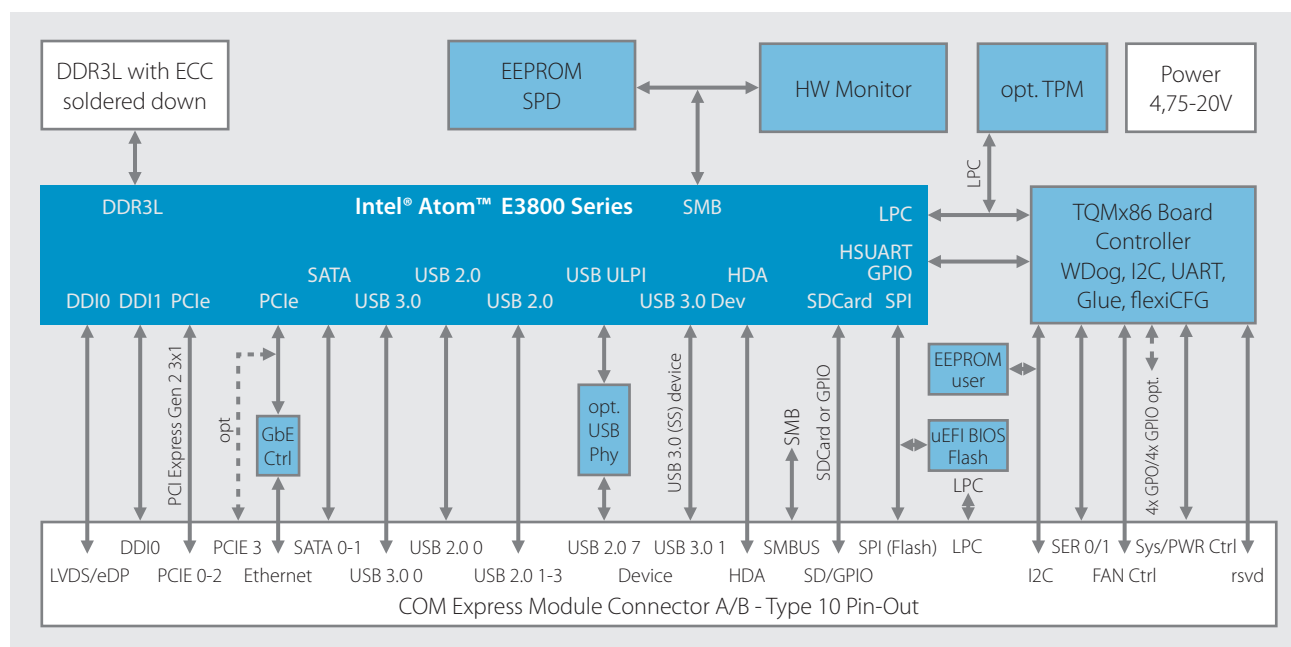 DDR3L with ECC
soldered down
EEPROM
SPD
HW Monitor
opt. TPM
Power
4,75-20V
LPC
DDR3L
Intel® Atom™ E3800 Series
SMB
LPC
HSUART
GPIO
SATA
USB 2.0
USB ULPI
HDA
DDI0
DDI1
PCIe
PCIe
USB 3.0
USB 2.0
USB 3.0 Dev
SDCard
SPI
TQMx86 Board
Controller
WDog, I2C, UART,
Glue, flexiCFG
PCI Express Gen 2 3x1
opt
GbE
Ctrl
opt.
USB
Phy
USB 3.0 (SS) device
SMB
SDCard or GPIO
EEPROM
user
uEFI BIOS
Flash
LPC
4x GPO/4x GPIO opt.
DDI0
PCIE 3
SATA 0-1
USB 2.0 0
USB 2.0 7
USB 3.0 1
SMBUS
SPI (Flash)
LPC
SER 0/1
Sys/PWR Ctrl
LVDS/eDP
PCIE 0-2
Ethernet
USB 3.0 0
USB 2.0 1-3
Device
HDA
SD/GPIO
I2C
FAN Ctrl
rsvd
COM Express Module Connector A/B - Type 10 Pin-Out